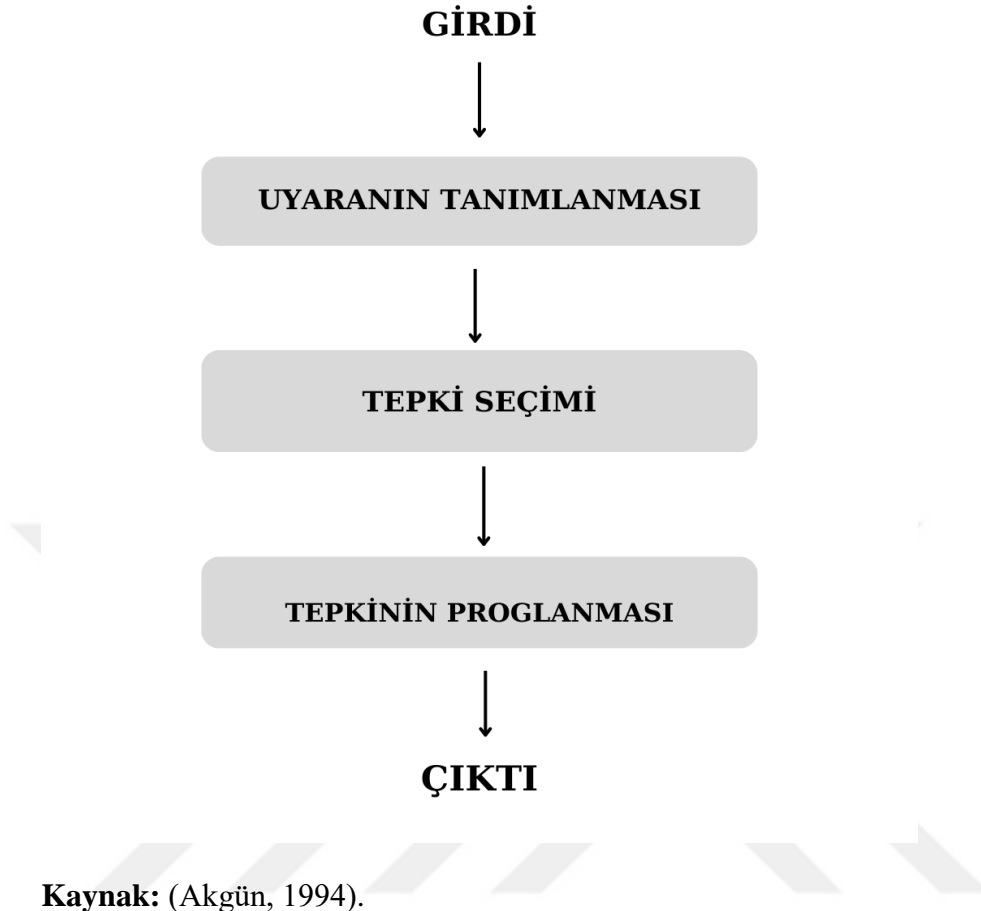 GİRDİ
UYARANIN TANIMLANMASI
TEPKİ SEÇİMİ
TEPKİNİN PROGLANMASI
ÇIKTI
Kaynak: (Akgün, 1994).